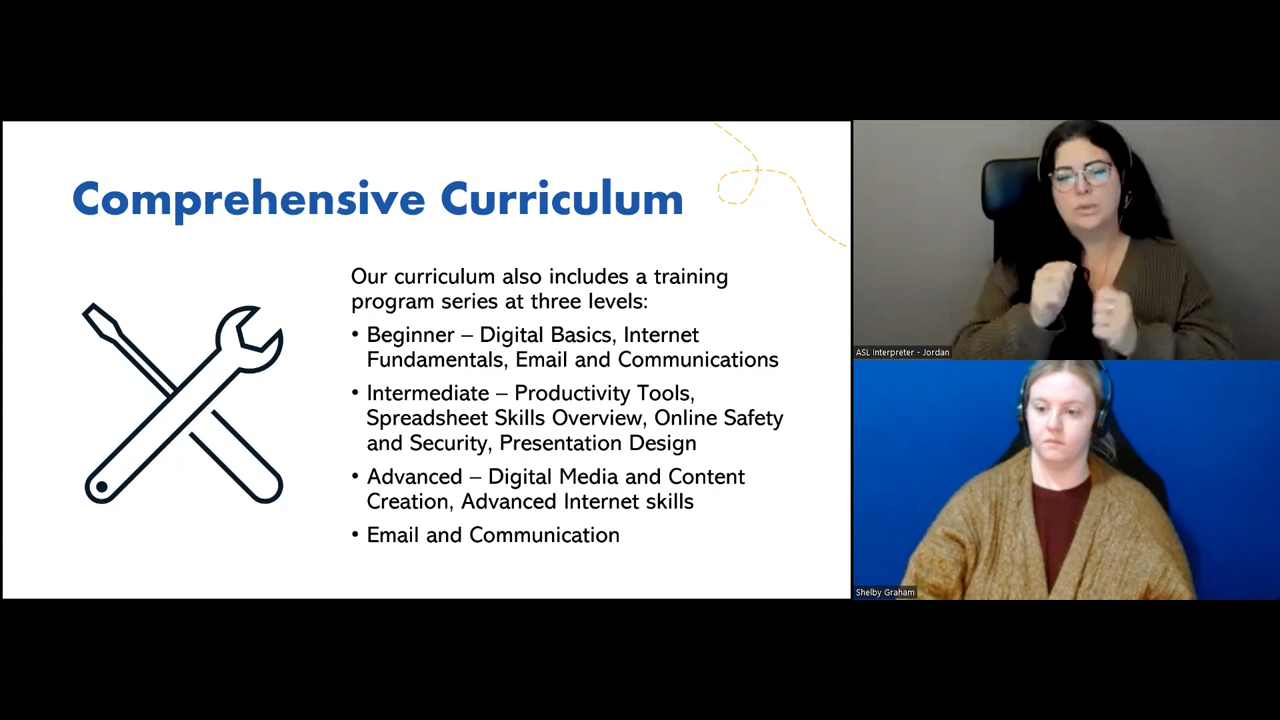 Comprehensive Curriculum
Our curriculum also includes a training
program series at three levels:
• Beginner – Digital Basics, Internet
Fundamentals, Email and Communications
• Intermediate – Productivity Tools,
Spreadsheet Skills Overview, Online Safety
and Security, Presentation Design
• Advanced – Digital Media and Content
Creation, Advanced Internet skills
• Email and Communication
ASL Interpreter - Jordan
Shelby Graham